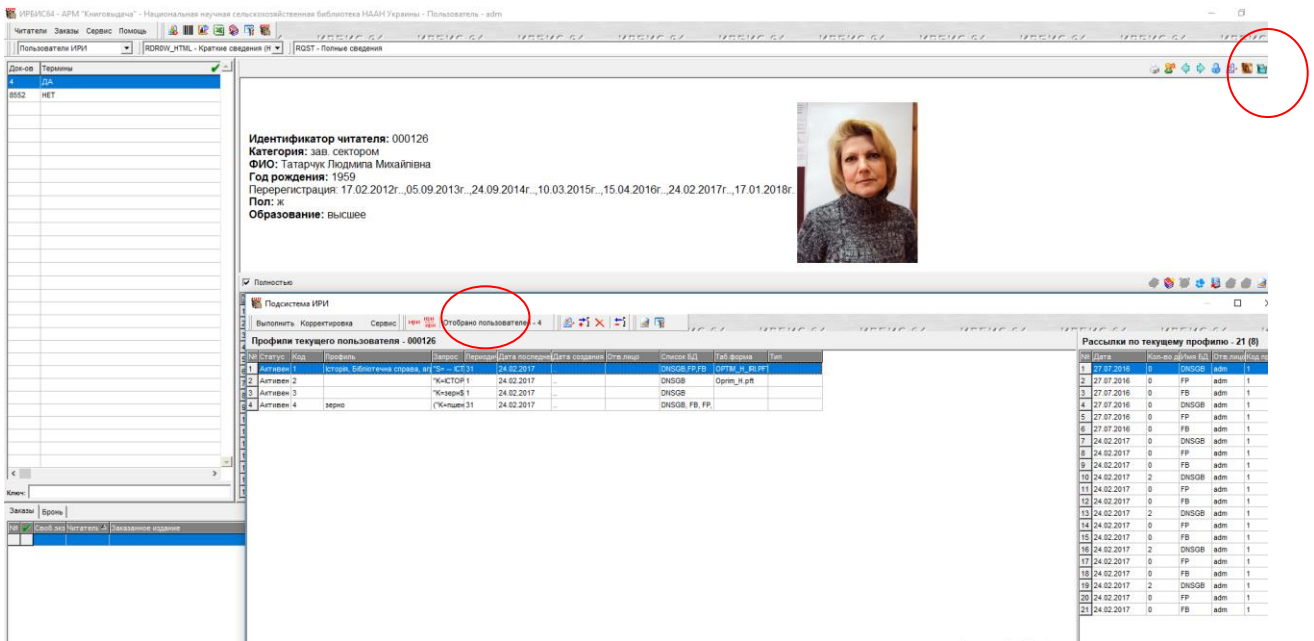 ИРБИС64 - АРМ "Книговыдача" - Национальная научная сельскохозяйственная библиотека НААН Украины - Пользователь - adm
Читатели Заказы Сервис Помощь
Пользователи ИРИ RDR0W_HTML - Краткие сведения (H RQST - Полные сведения
Док-ов Термины
4 ДА
8552 НЕТ
Идентификатор читателя: 000126
Категория: зав. сектором
ФИО: Татарчук Людмила Михайлівна
Год рождения: 1959
Перерегистрация: 17.02.2012г..,05.09.2013г..,24.09.2014г..,10.03.2015г..,15.04.2016г..,24.02.2017г..,17.01.2018г.
Пол: ж
Образование: высшее
Полностью
Подсистема ИРИ
Выполнить Корректировка Сервис ИРИ ИРИ ИРИ Отобрано пользователей - 4
Профили текущего пользователя - 000126
№ Статус Код Профиль Запрос Периоди Дата последне Дата создания Отв.лицо Список БД Таб.форма Тип
1 Активен 1 Історія, Бібліотечна справа, агр "S= -- ІСТ 31 24.02.2017 .. DNSGB,FP,FB OPTIM_H_IRI.PFT
2 Активен 2 "K=ІСТОР 1 24.02.2017 .. DNSGB Oprim_H.pft
3 Активен 3 "K=зерн$ 1 24.02.2017 .. DNSGB
4 Активен 4 зерно ("K=пшен 31 24.02.2017 .. DNSGB, FB, FP,
Рассылки по текущему профилю - 21 (8)
№ Дата Кол-во д Имя БД Отв.лицо Код пр
1 27.07.2016 0 DNSGB adm 1
2 27.07.2016 0 FP adm 1
3 27.07.2016 0 FB adm 1
4 27.07.2016 0 DNSGB adm 1
5 27.07.2016 0 FP adm 1
6 27.07.2016 0 FB adm 1
7 24.02.2017 0 DNSGB adm 1
8 24.02.2017 0 FP adm 1
9 24.02.2017 0 FB adm 1
10 24.02.2017 2 DNSGB adm 1
11 24.02.2017 0 FP adm 1
12 24.02.2017 0 FB adm 1
13 24.02.2017 2 DNSGB adm 1
14 24.02.2017 0 FP adm 1
15 24.02.2017 0 FB adm 1
16 24.02.2017 2 DNSGB adm 1
17 24.02.2017 0 FP adm 1
18 24.02.2017 0 FB adm 1
19 24.02.2017 2 DNSGB adm 1
20 24.02.2017 0 FP adm 1
21 24.02.2017 0 FB adm 1
Ключ:
Заказы Бронь
№ Своб.экз Читатель Заказанное издание